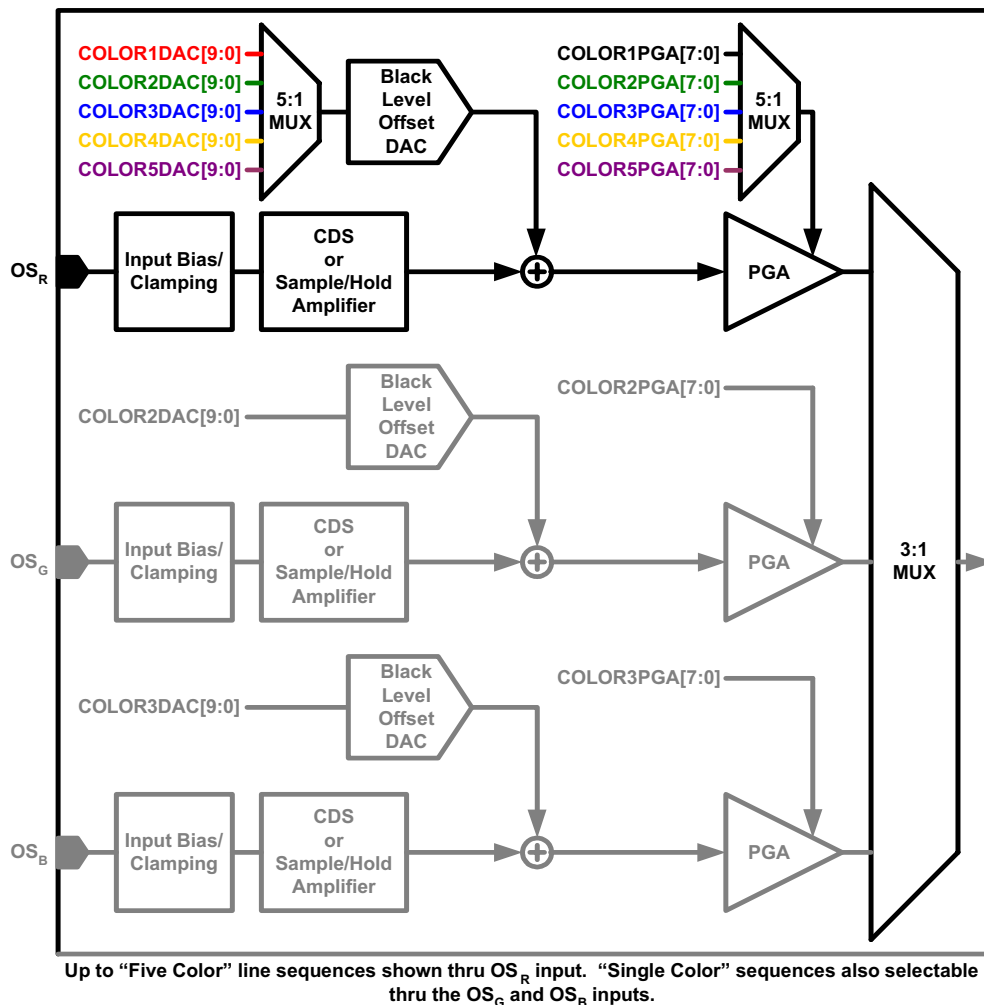 COLOR1DAC[9:0]
COLOR2DAC[9:0]
COLOR3DAC[9:0]
COLOR4DAC[9:0]
COLOR5DAC[9:0]
5:1
MUX
Black
Level
Offset
DAC
COLOR1PGA[7:0]
COLOR2PGA[7:0]
COLOR3PGA[7:0]
COLOR4PGA[7:0]
COLOR5PGA[7:0]
5:1
MUX
OSR
Input Bias/
Clamping
CDS
or
Sample/Hold
Amplifier
PGA
COLOR2DAC[9:0]
Black
Level
Offset
DAC
COLOR2PGA[7:0]
OSG
Input Bias/
Clamping
CDS
or
Sample/Hold
Amplifier
PGA
3:1
MUX
COLOR3DAC[9:0]
Black
Level
Offset
DAC
COLOR3PGA[7:0]
OSB
Input Bias/
Clamping
CDS
or
Sample/Hold
Amplifier
PGA
Up to “Five Color” line sequences shown thru OSR input. “Single Color” sequences also selectable
thru the OSG and OSB inputs.